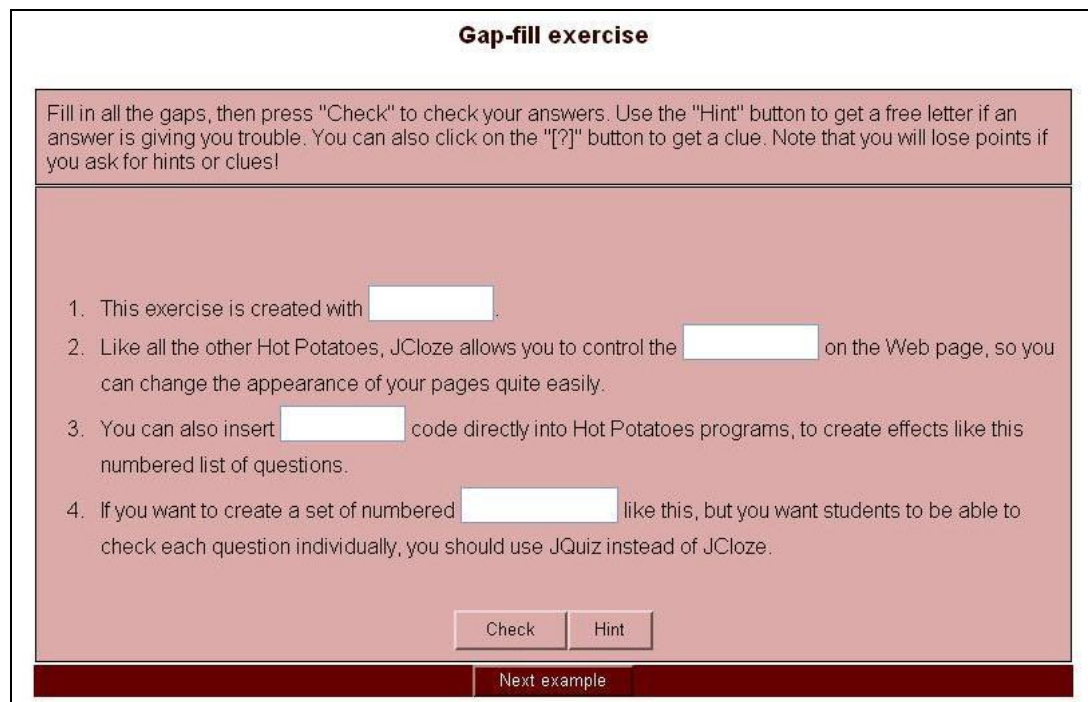 Gap-fill exercise
Fill in all the gaps, then press "Check" to check your answers. Use the "Hint" button to get a free letter if an
answer is giving you trouble. You can also click on the "[?]" button to get a clue. Note that you will lose points if
you ask for hints or clues!
1. This exercise is created with .
2. Like all the other Hot Potatoes, JCloze allows you to control the on the Web page, so you
can change the appearance of your pages quite easily.
3. You can also insert code directly into Hot Potatoes programs, to create effects like this
numbered list of questions.
4. If you want to create a set of numbered like this, but you want students to be able to
check each question individually, you should use JQuiz instead of JCloze.
Check Hint
Next example